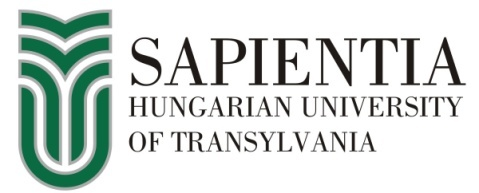 SAPIENTIA
HUNGARIAN UNIVERSITY
OF TRANSYLVANIA